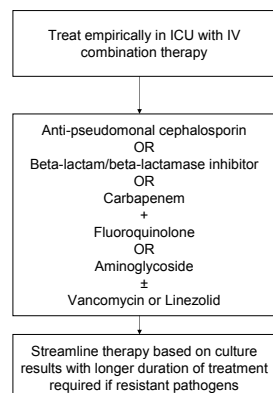 Treat empirically in ICU with IV
combination therapy
Anti-pseudomonal cephalosporin
OR
Beta-lactam/beta-lactamase inhibitor
OR
Carbapenem
+
Fluoroquinolone
OR
Aminoglycoside
±
Vancomycin or Linezolid
Streamline therapy based on culture
results with longer duration of treatment
required if resistant pathogens